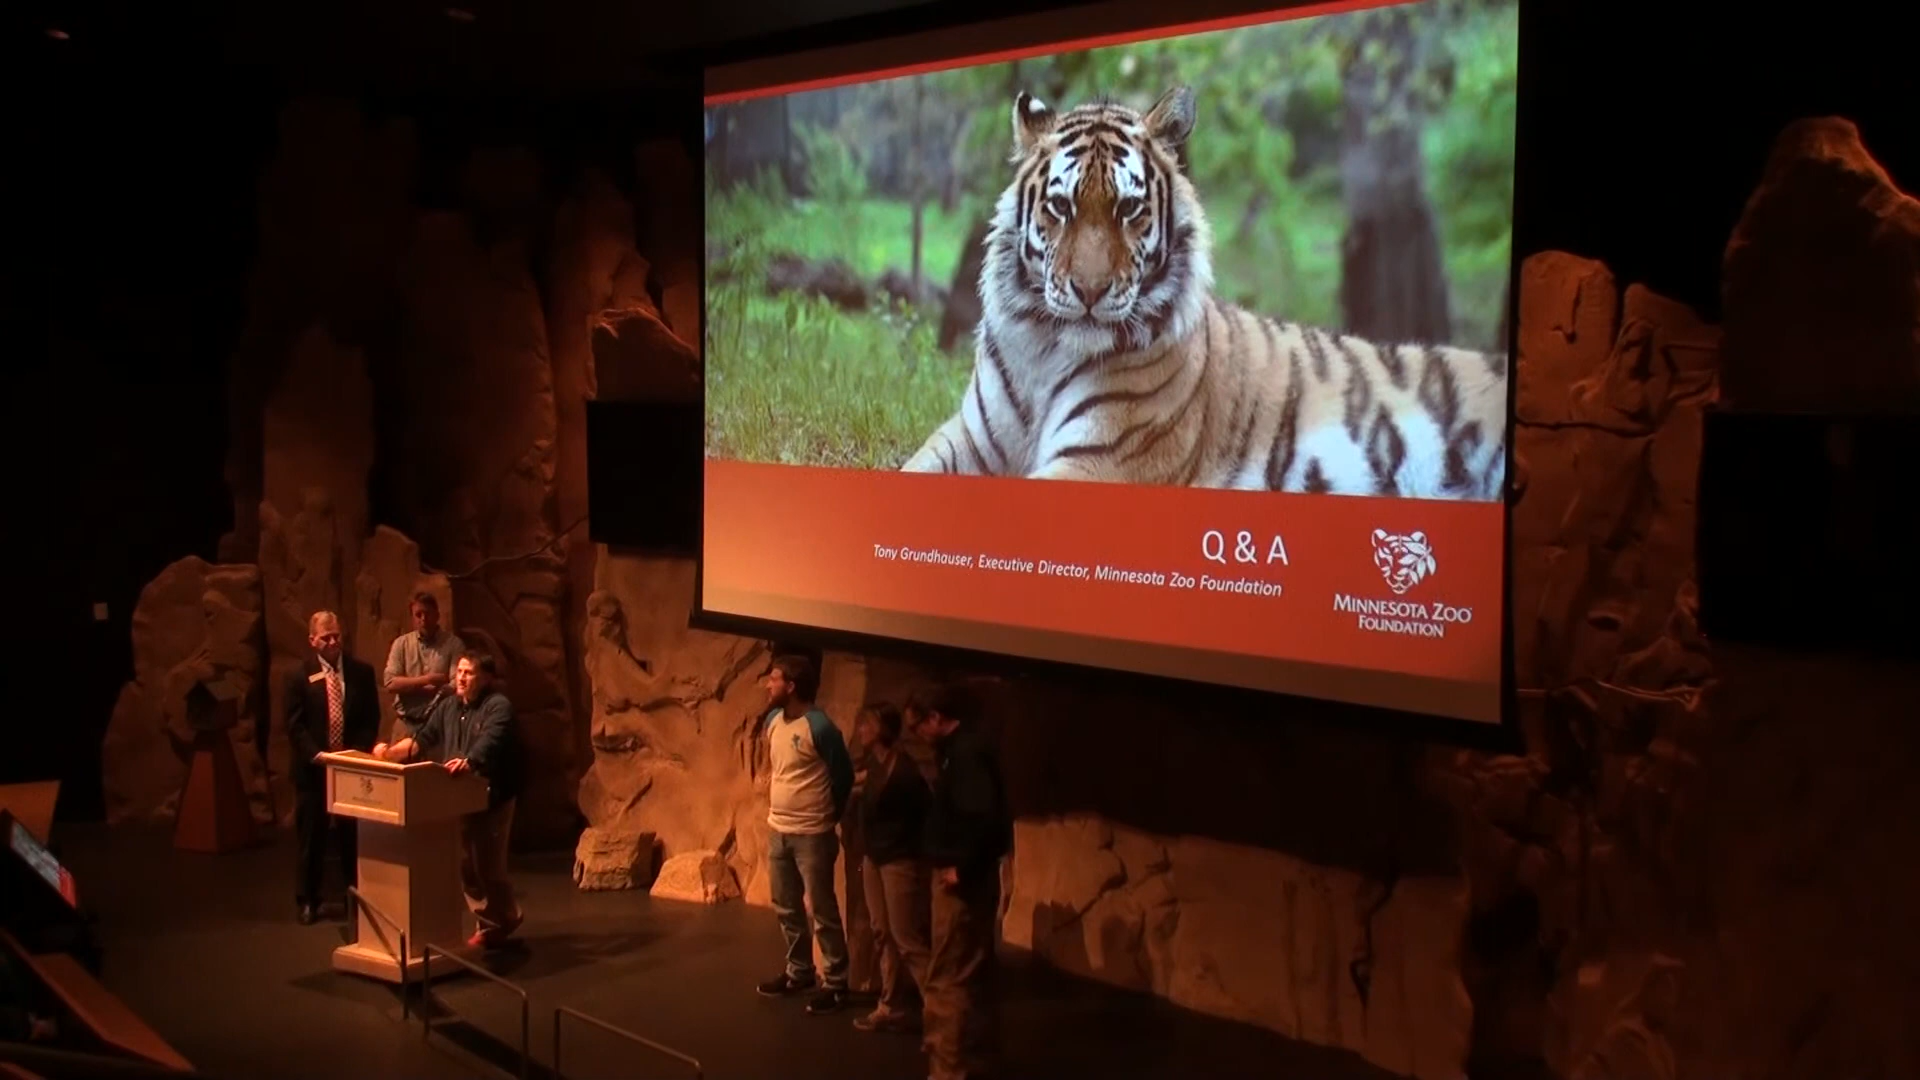 Q & A
Tony Grundhauser, Executive Director, Minnesota Zoo Foundation
MINNESOTA ZOO
FOUNDATION